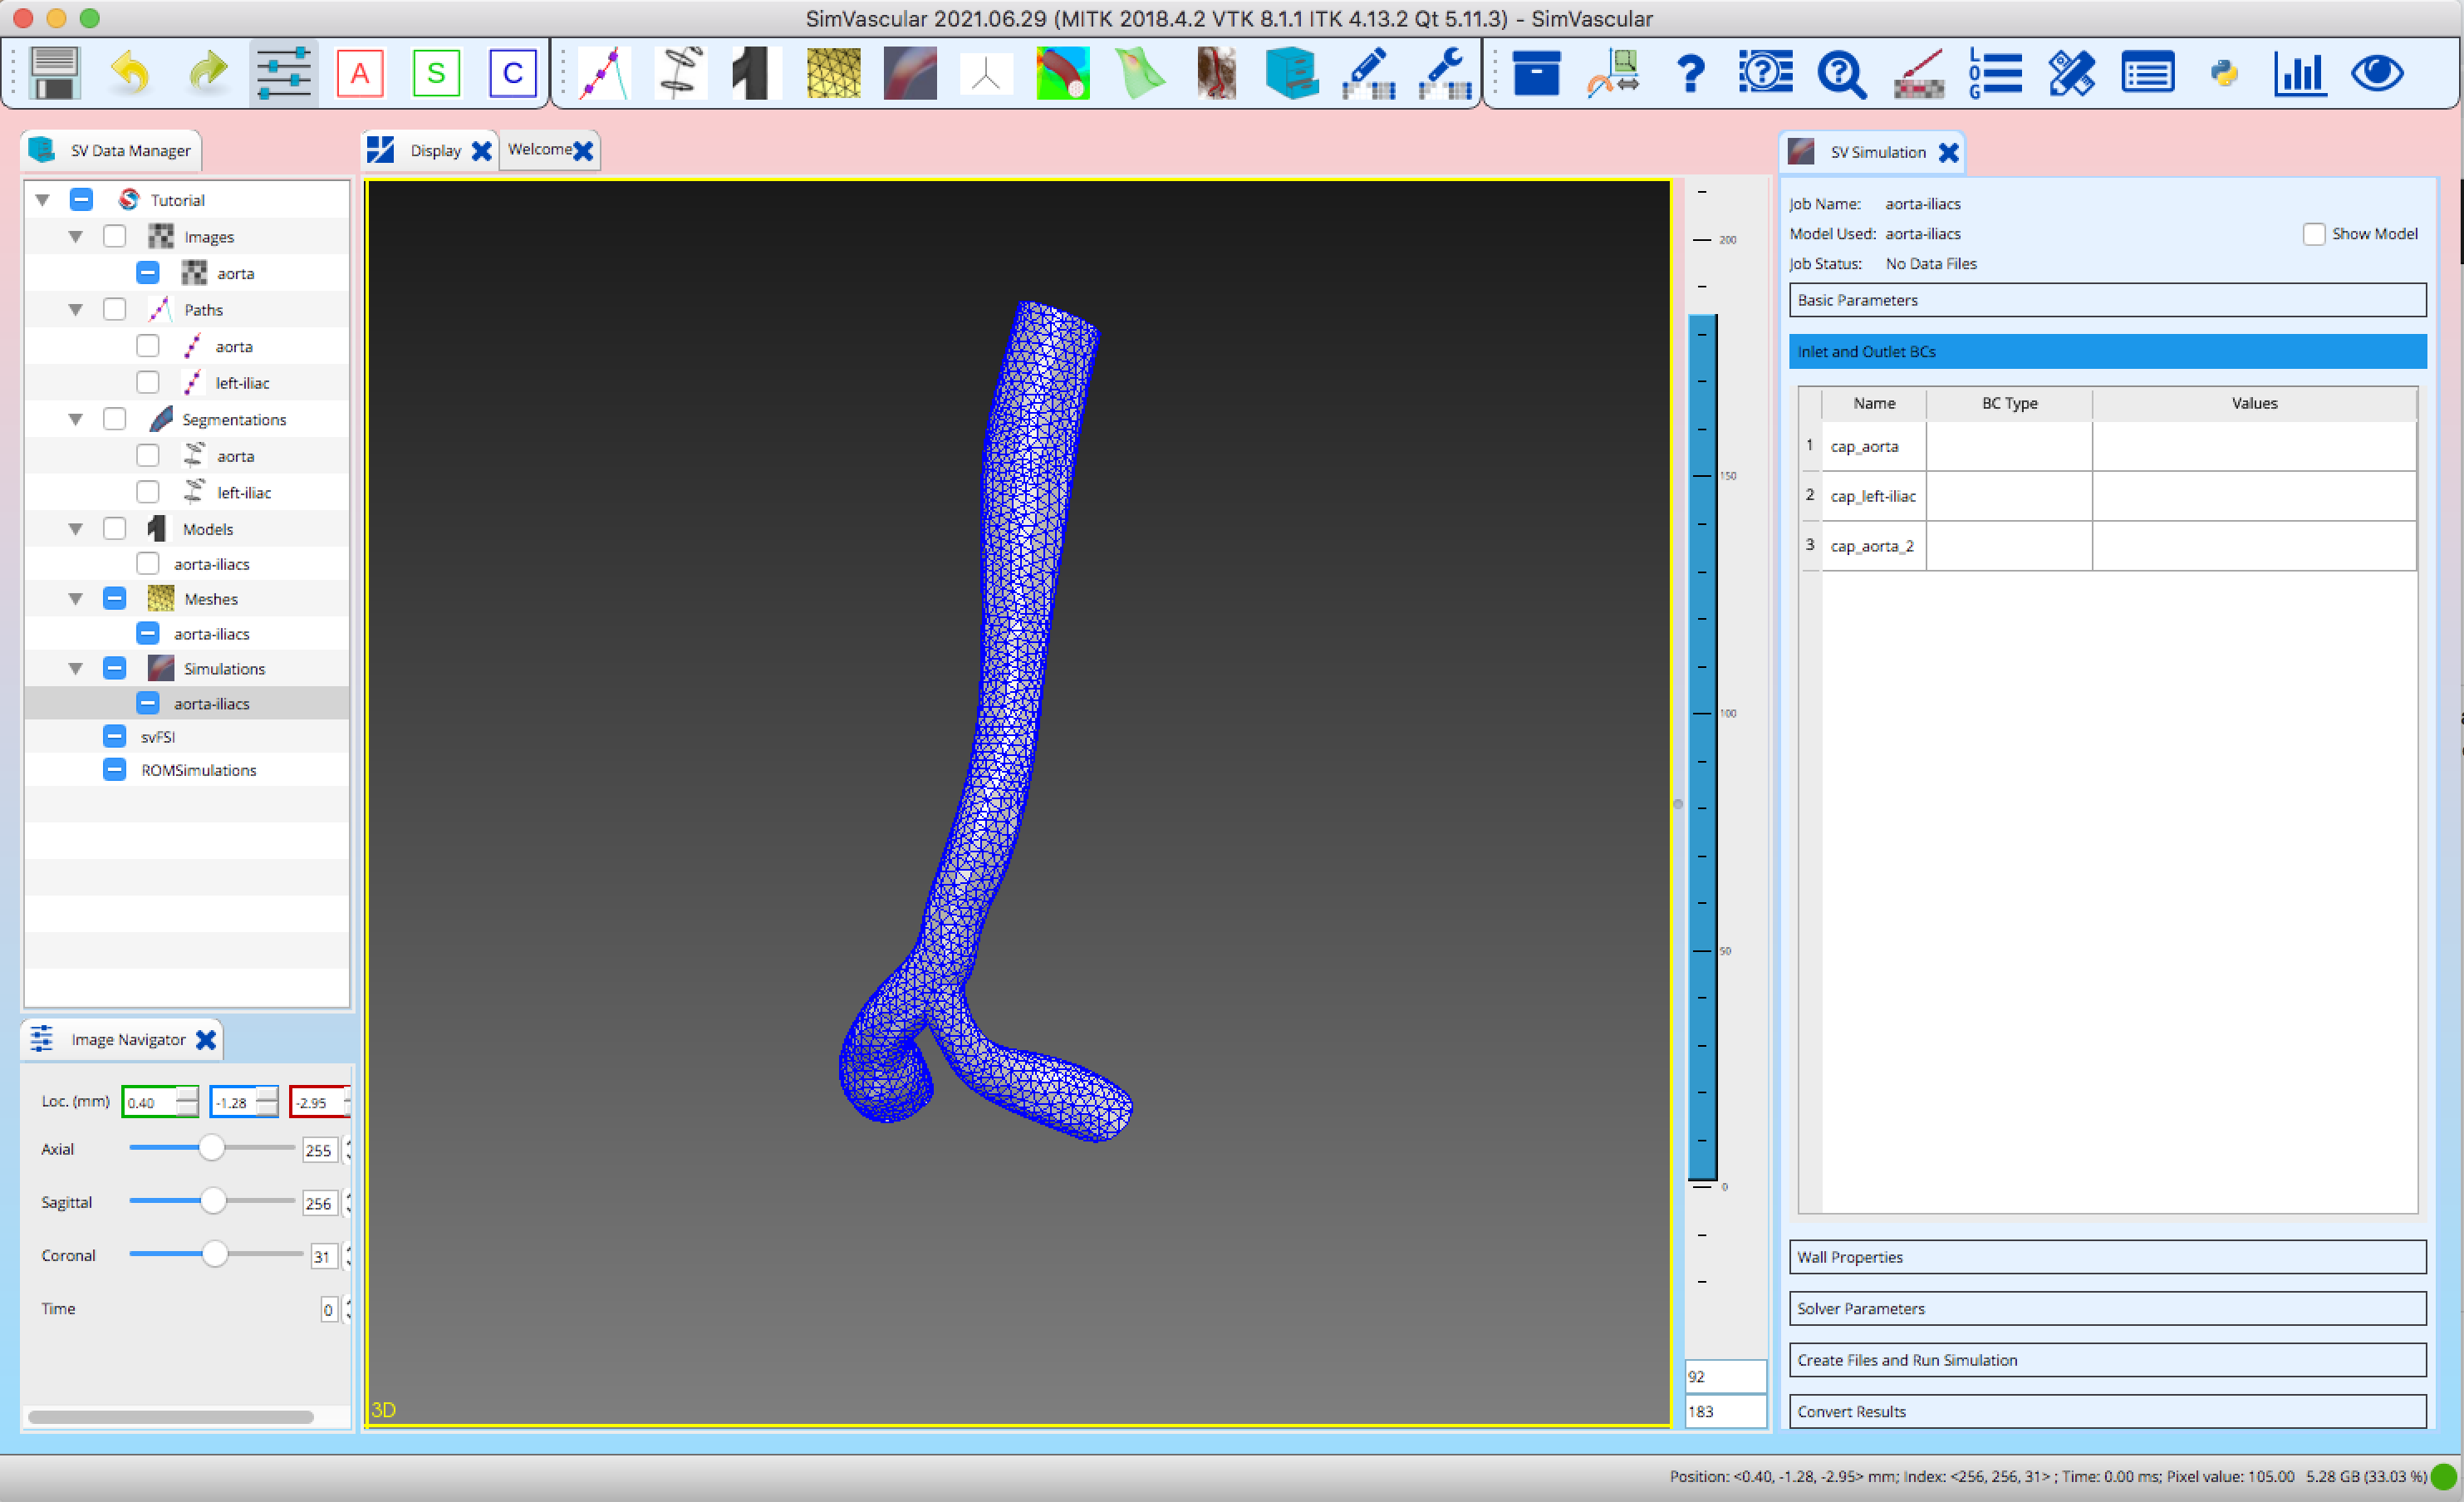 SimVascular 2021.06.29 (MITK 2018.4.2 VTK 8.1.1 ITK 4.13.2 Qt 5.11.3) - SimVascular
A
S
C
LOG
SV Data Manager
Display
Welcome
SV Simulation
Tutorial
Images
aorta
Paths
aorta
left-iliac
Segmentations
aorta
left-iliac
Models
aorta-iliacs
Meshes
aorta-iliacs
Simulations
aorta-iliacs
svFSI
ROMSimulations
Image Navigator
Loc. (mm) 0.40 -1.28 -2.95
Axial 255
Sagittal 256
Coronal 31
Time 0
3D
200
150
100
50
0
92
183
Job Name: aorta-iliacs
Model Used: aorta-iliacs
Show Model
Job Status: No Data Files
Basic Parameters
Inlet and Outlet BCs
Name BC Type Values
1 cap_aorta
2 cap_left-iliac
3 cap_aorta_2
Wall Properties
Solver Parameters
Create Files and Run Simulation
Convert Results
Position: <0.40, -1.28, -2.95> mm; Index: <256, 256, 31> ; Time: 0.00 ms; Pixel value: 105.00 5.28 GB (33.03 %)